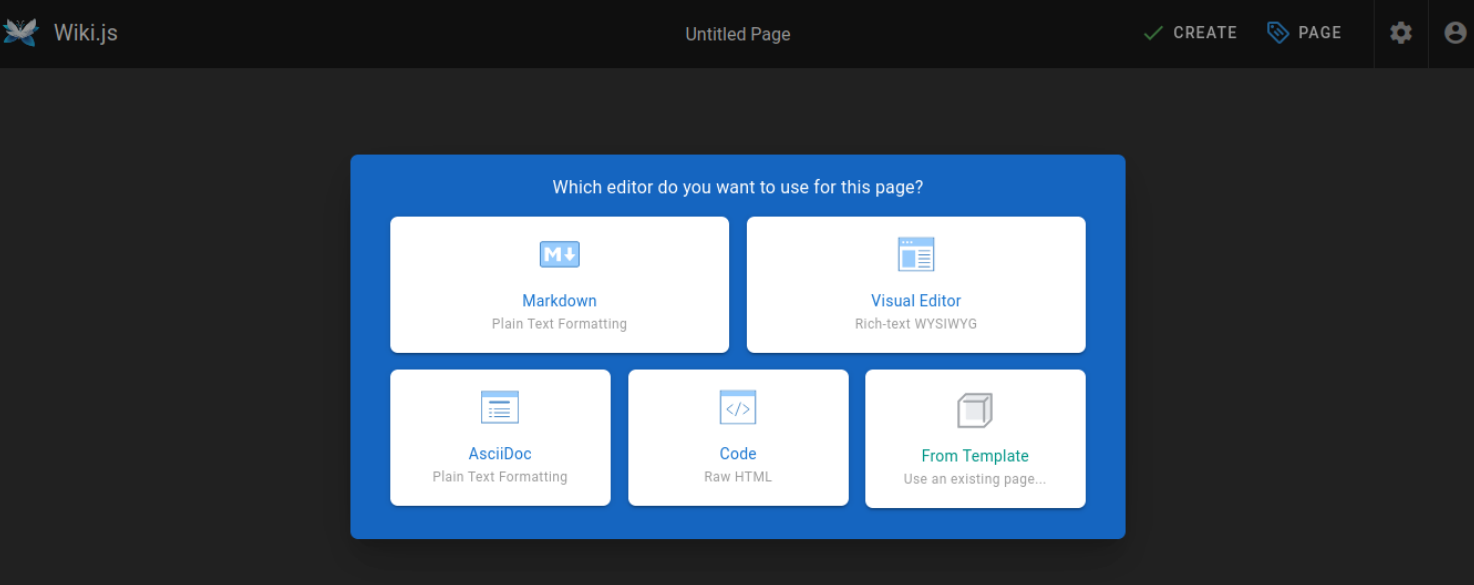 Wiki.js
Untitled Page
CREATE
PAGE
Which editor do you want to use for this page?
M
Markdown
Plain Text Formatting
Visual Editor
Rich-text WYSIWYG
AsciiDoc
Plain Text Formatting
</>
Code
Raw HTML
From Template
Use an existing page...